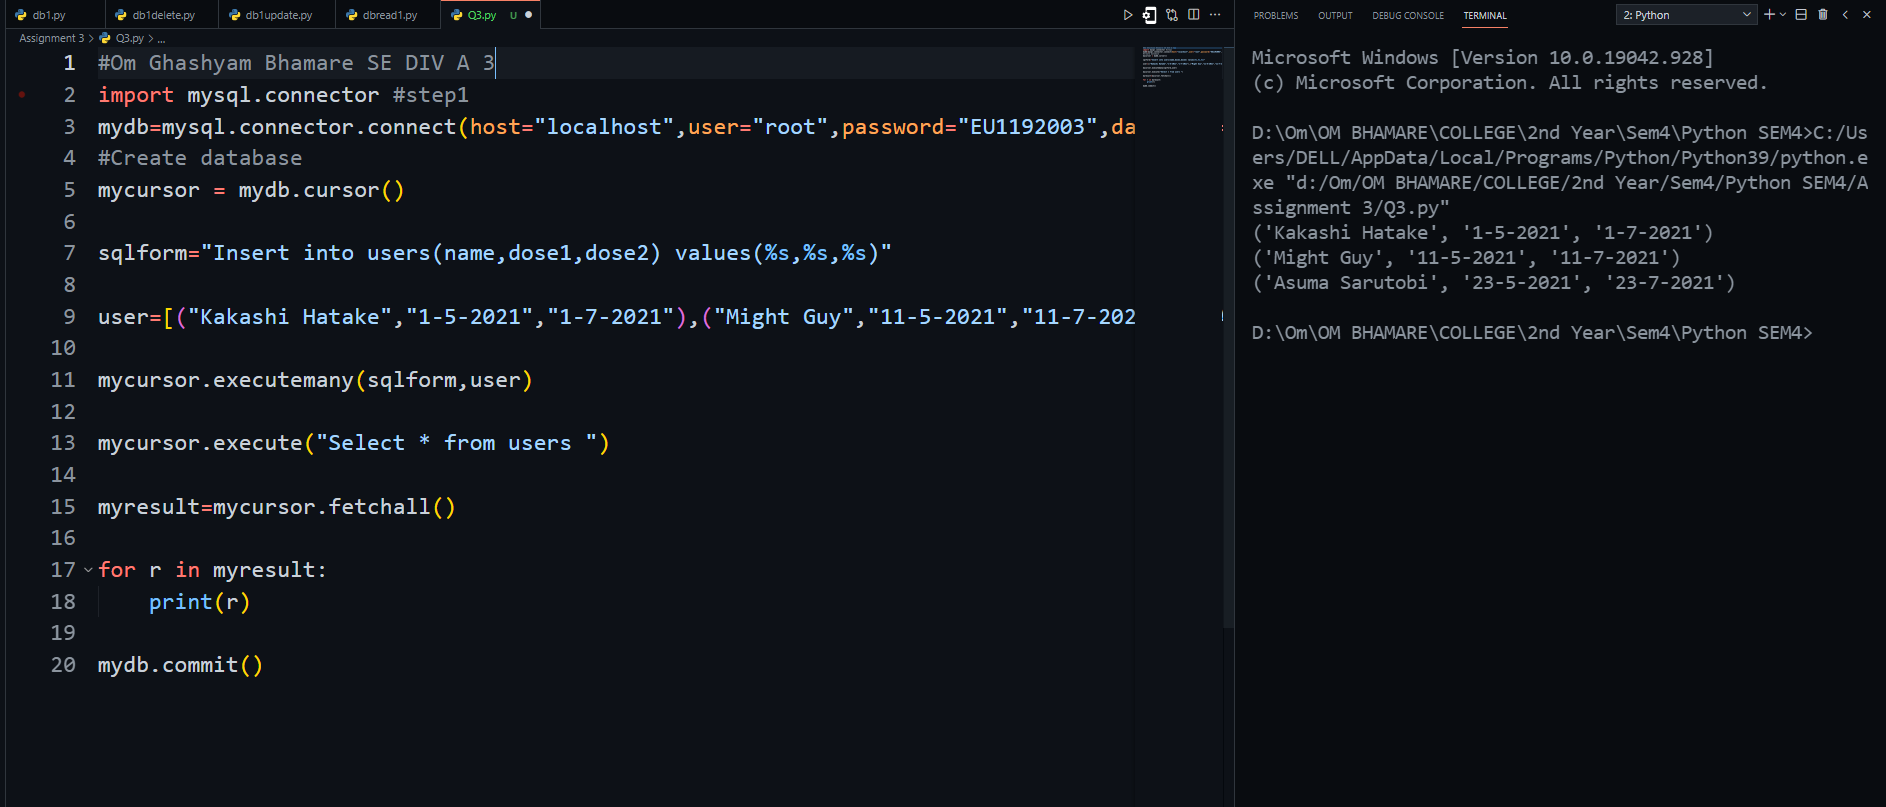 db1.py db1delete.py db1update.py dbread1.py Q3.py U
Assignment 3 > Q3.py > ...
1 #Om Ghashyam Bhamare SE DIV A 3
2 import mysql.connector #step1
3 mydb=mysql.connector.connect(host="localhost",user="root",password="EU1192003",da
4 #Create database
5 mycursor = mydb.cursor()
6
7 sqlform="Insert into users(name,dose1,dose2) values(%s,%s,%s)"
8
9 user=[("Kakashi Hatake","1-5-2021","1-7-2021"),("Might Guy","11-5-2021","11-7-202
10
11 mycursor.executemany(sqlform,user)
12
13 mycursor.execute("Select * from users ")
14
15 myresult=mycursor.fetchall()
16
17 for r in myresult:
18 print(r)
19
20 mydb.commit()
PROBLEMS OUTPUT DEBUG CONSOLE TERMINAL 2: Python
Microsoft Windows [Version 10.0.19042.928]
(c) Microsoft Corporation. All rights reserved.
D:\Om\OM BHAMARE\COLLEGE\2nd Year\Sem4\Python SEM4>C:/Us
ers/DELL/AppData/Local/Programs/Python/Python39/python.e
xe "d:/Om/OM BHAMARE/COLLEGE/2nd Year/Sem4/Python SEM4/A
ssignment 3/Q3.py"
('Kakashi Hatake', '1-5-2021', '1-7-2021')
('Might Guy', '11-5-2021', '11-7-2021')
('Asuma Sarutobi', '23-5-2021', '23-7-2021')
D:\Om\OM BHAMARE\COLLEGE\2nd Year\Sem4\Python SEM4>